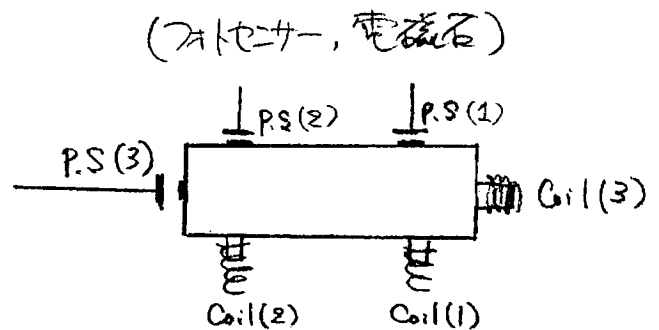 (フォトセンサー, 電磁石)
P.S(2)
P.S(1)
P.S(3)
Coil(3)
Coil(2)
Coil(1)